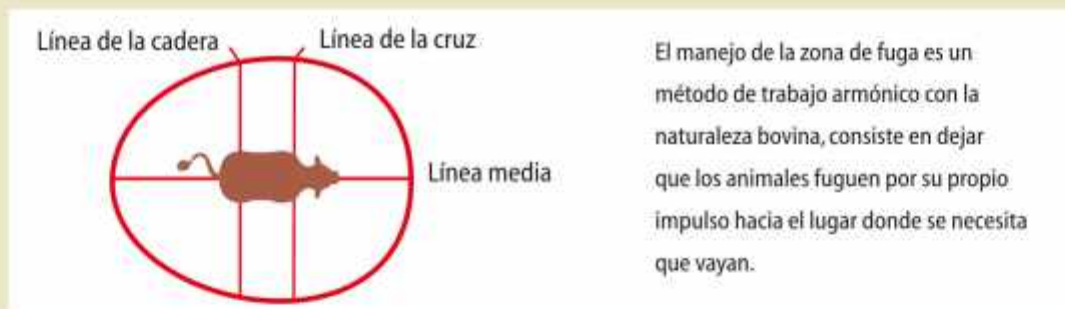 Línea de la cadera
Línea de la cruz
Línea media
El manejo de la zona de fuga es un
método de trabajo armónico con la
naturaleza bovina, consiste en dejar
que los animales fuguen por su propio
impulso hacia el lugar donde se necesita
que vayan.